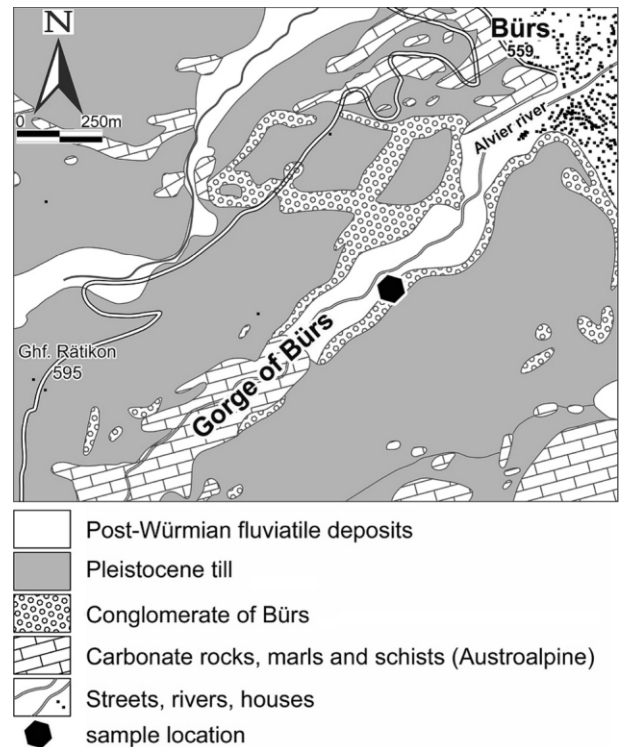 N
0 250m
Bürs
559
Alvier river
Gorge of Bürs
Ghf. Rätikon
595
Post-Würmian fluviatile deposits
Pleistocene till
Conglomerate of Bürs
Carbonate rocks, marls and schists (Austroalpine)
Streets, rivers, houses
sample location